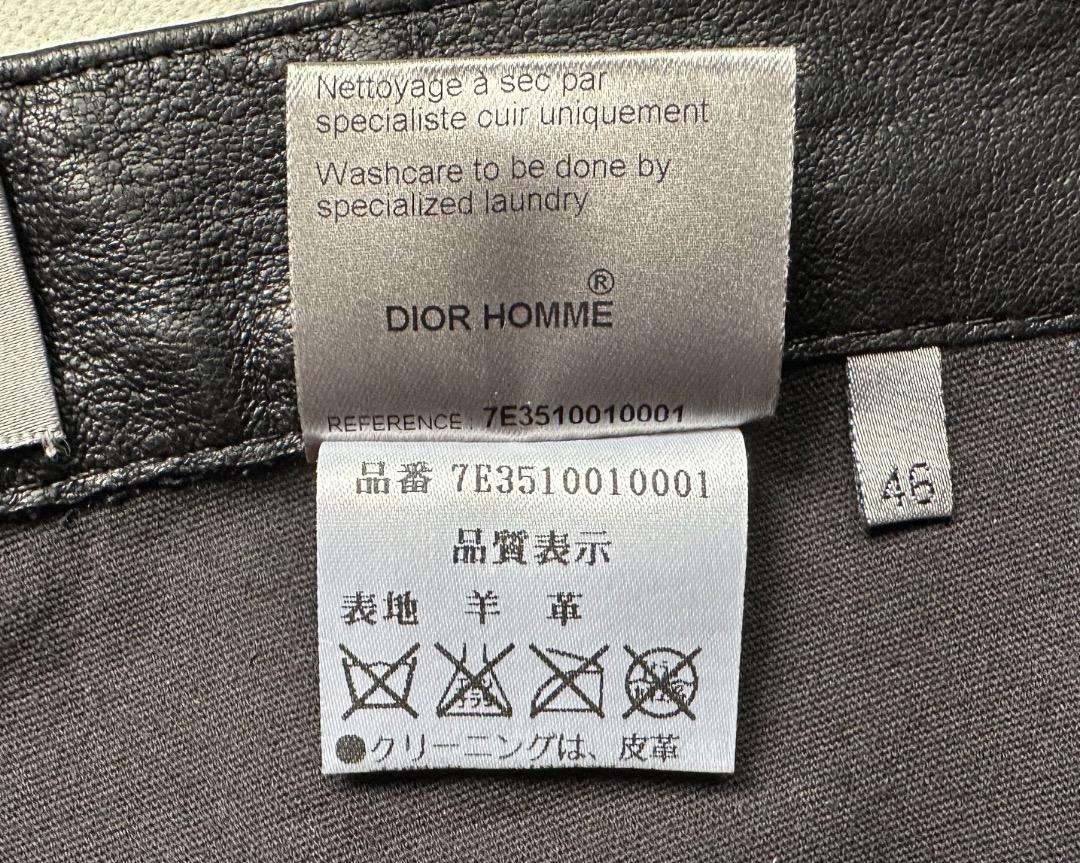 Nettoyage à sec par
specialiste cuir uniquement
Washcare to be done by
specialized laundry
DIOR HOMME®
REFERENCE : 7E3510010001
46
品番 7E3510010001
品質表示
表地 羊 革
●クリーニングは、皮革